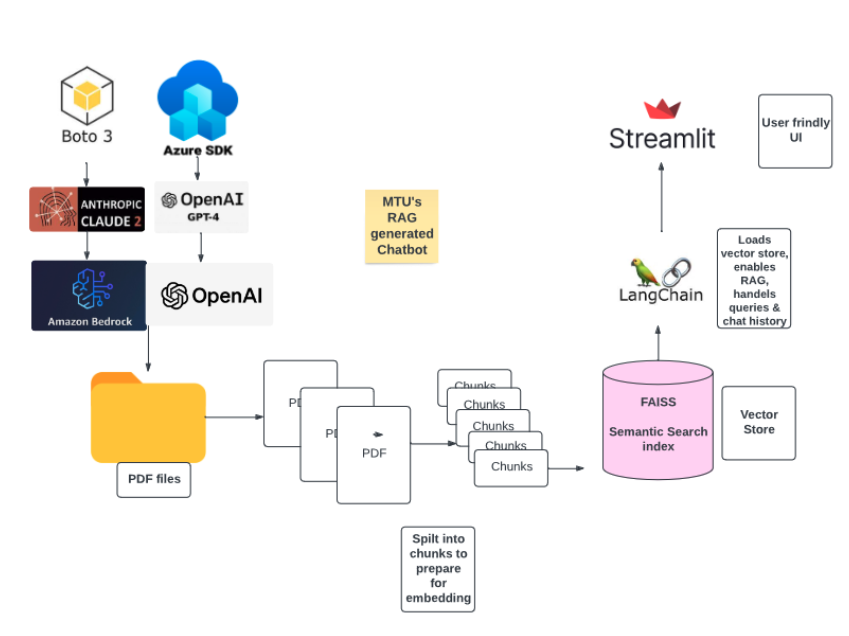 Boto 3
Azure SDK
ANTHROPIC
CLAUDE 2
OpenAI
GPT-4
Amazon Bedrock
OpenAI
MTU's
RAG
generated
Chatbot
Streamlit
User frindly
UI
LangChain
Loads
vector store,
enables
RAG,
handels
queries &
chat history
PDF files
PD
PD
PDF
Chunks
Chunks
Chunks
Chunks
Chunks
FAISS
Semantic Search
index
Vector
Store
Spilt into
chunks to
prepare
for
embedding